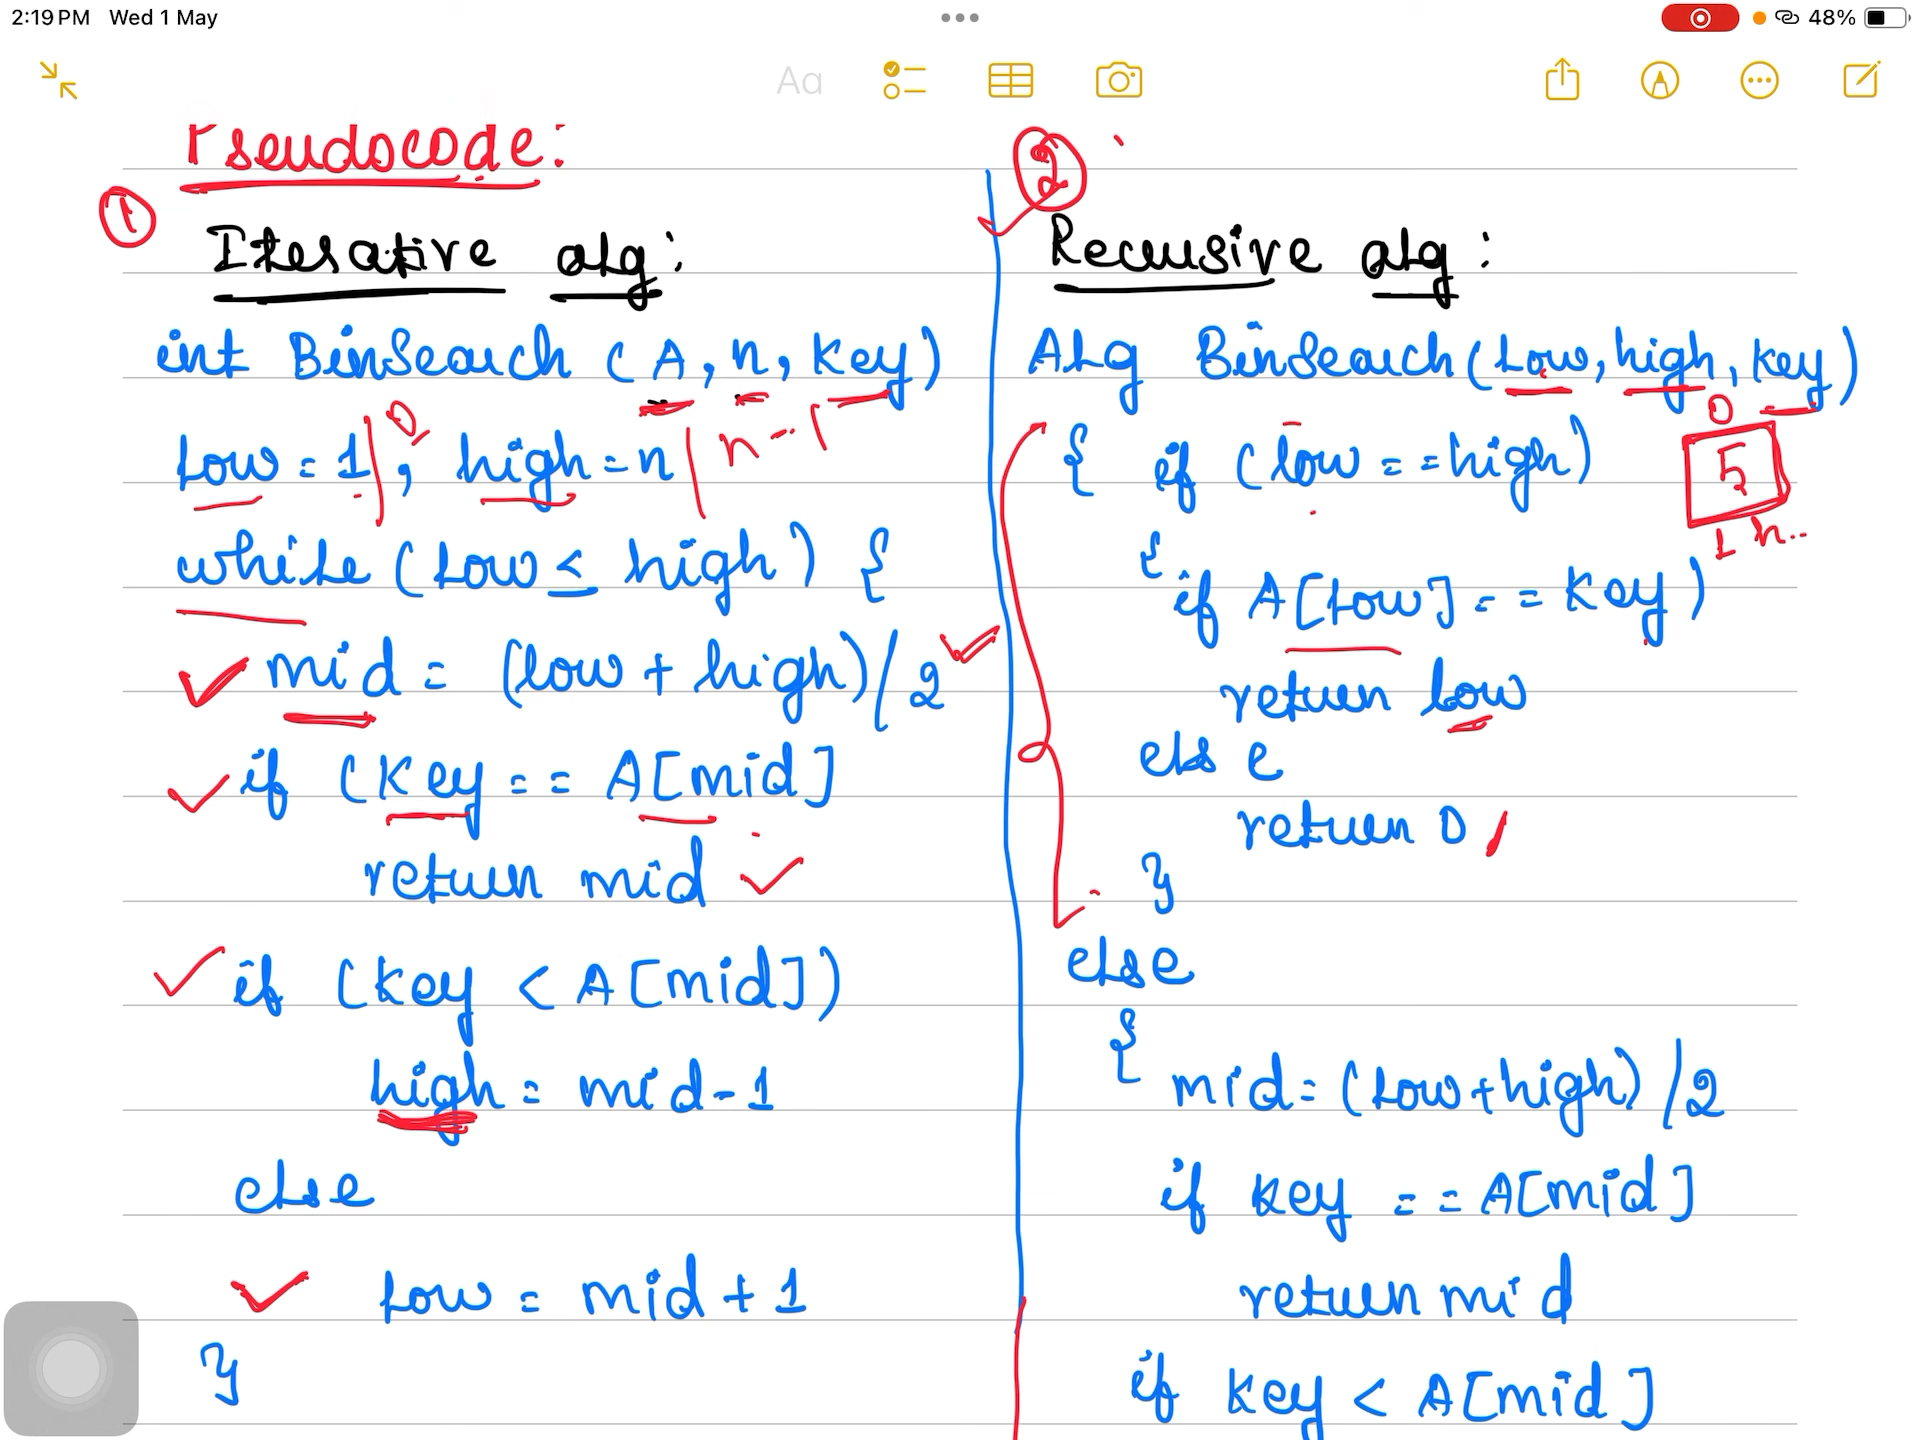 2:19 PM Wed 1 May
48%
Aa
Pseudocode:
1
Iterative alg:
int BinSearch (A, n, key)
low = 1 | 0 ; high = n | n-1
while (low ≤ high) {
mid = (low + high) / 2
if (key == A[mid]
return mid
if (key < A[mid])
high = mid-1
else
low = mid + 1
}
2
Recursive alg:
Alg BinSearch (low, high, key)
{ if (low == high)
0
5
1 n
{
if A[low] == key)
return low
else
return 0
}
else
{
mid = (low+high) / 2
if key == A[mid]
return mid
if key < A[mid]